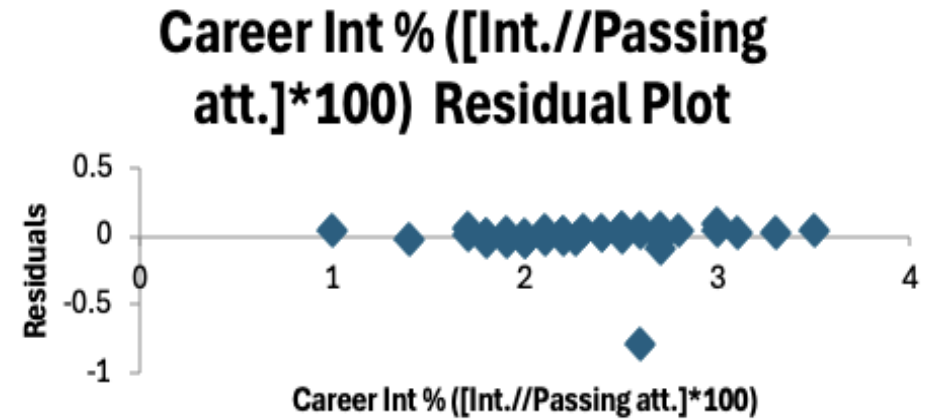 Career Int % ([Int.//Passing
att.]*100) Residual Plot
0.5
0
-0.5
-1
Residuals
0 1 2 3 4
Career Int % ([Int.//Passing att.]*100)